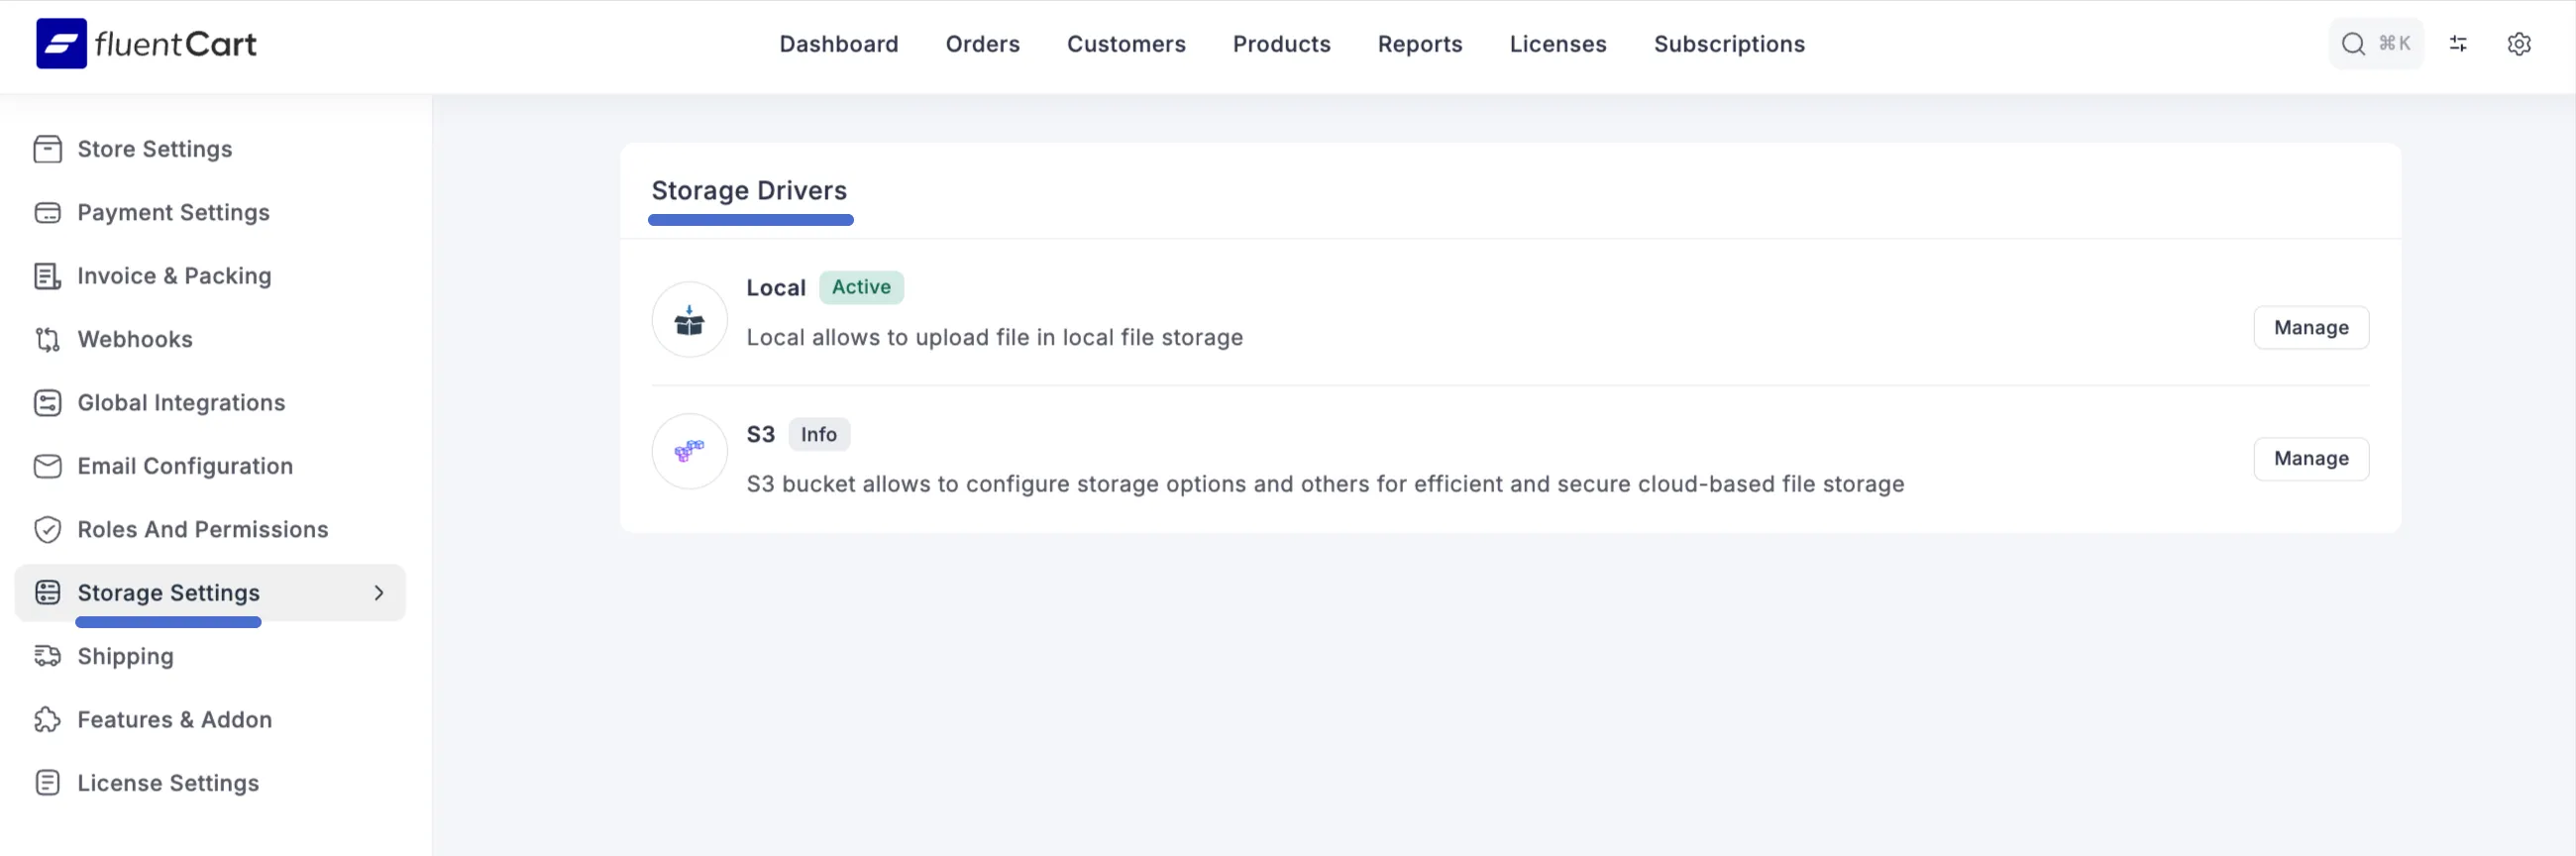 fluentCart
Dashboard
Orders
Customers
Products
Reports
Licenses
Subscriptions
⌘K
Store Settings
Payment Settings
Invoice & Packing
Webhooks
Global Integrations
Email Configuration
Roles And Permissions
Storage Settings
Shipping
Features & Addon
License Settings
Storage Drivers
Local Active
Local allows to upload file in local file storage
Manage
S3 Info
S3 bucket allows to configure storage options and others for efficient and secure cloud-based file storage
Manage